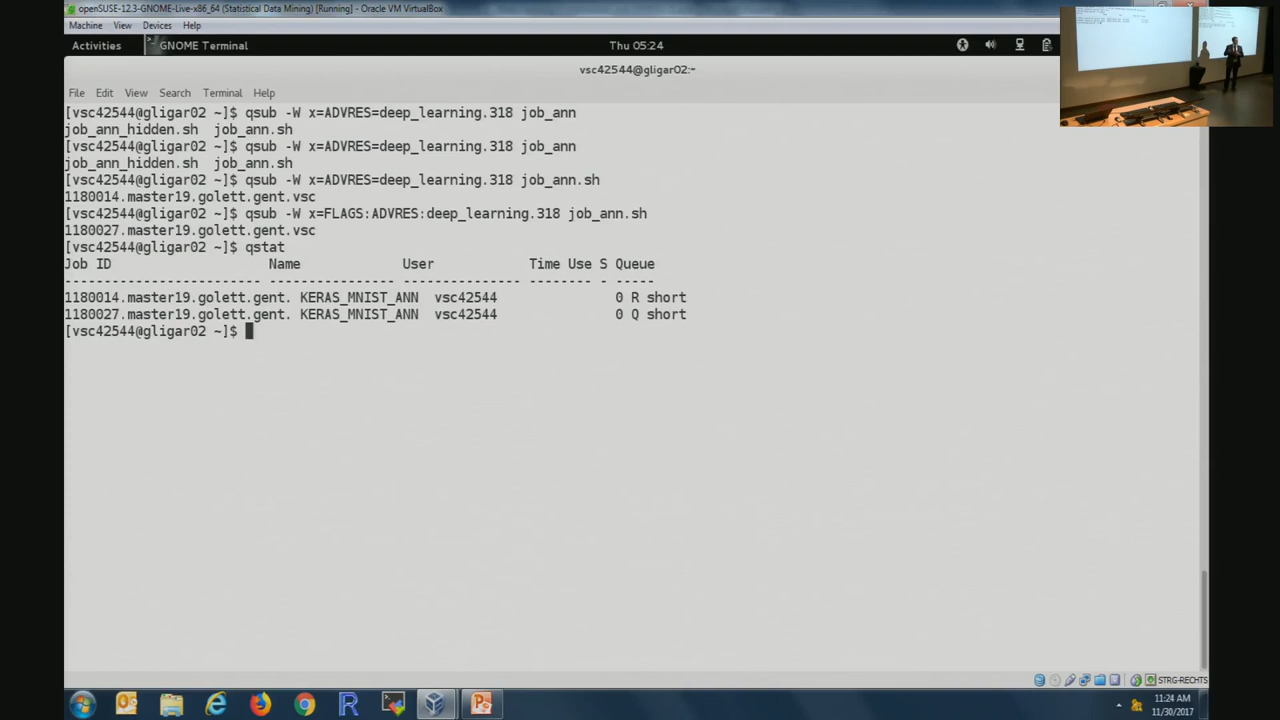 openSUSE-12.3-GNOME-Live-x86_64 (Statistical Data Mining) [Running] - Oracle VM VirtualBox
Machine View Devices Help
Activities GNOME Terminal Thu 05:24
vsc42544@gligar02:~
File Edit View Search Terminal Help
[vsc42544@gligar02 ~]$ qsub -W x=ADVRES=deep_learning.318 job_ann
job_ann_hidden.sh job_ann.sh
[vsc42544@gligar02 ~]$ qsub -W x=ADVRES=deep_learning.318 job_ann
job_ann_hidden.sh job_ann.sh
[vsc42544@gligar02 ~]$ qsub -W x=ADVRES=deep_learning.318 job_ann.sh
1180014.master19.golett.gent.vsc
[vsc42544@gligar02 ~]$ qsub -W x=FLAGS:ADVRES:deep_learning.318 job_ann.sh
1180027.master19.golett.gent.vsc
[vsc42544@gligar02 ~]$ qstat
Job ID Name User Time Use S Queue
------------------------- ---------------- --------------- -------- - -----
1180014.master19.golett.gent. KERAS_MNIST_ANN vsc42544 0 R short
1180027.master19.golett.gent. KERAS_MNIST_ANN vsc42544 0 Q short
[vsc42544@gligar02 ~]$
STRG-RECHTS
11:24 AM
11/30/2017